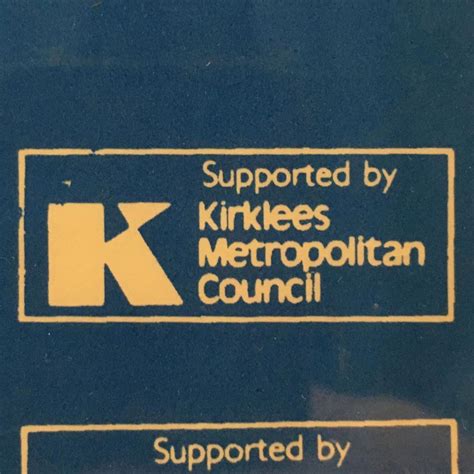 Supported by
K Kirklees
Metropolitan
Council
Supported by